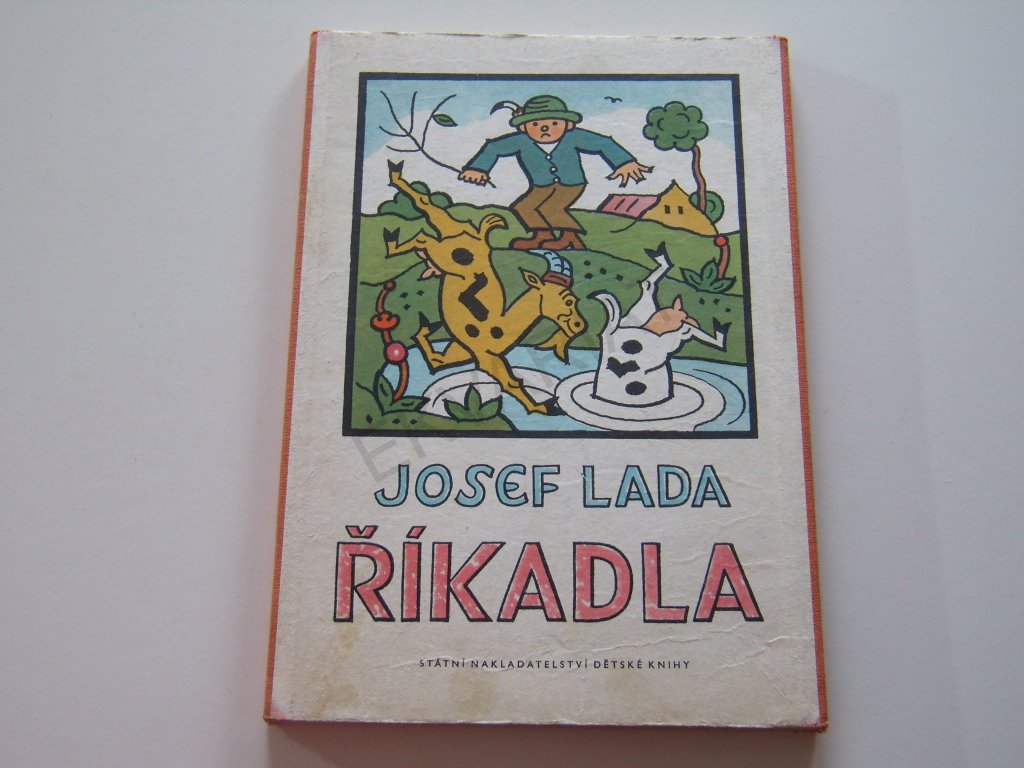 JOSEF LADA
ŘÍKADLA
STÁTNÍ NAKLADATELSTVÍ DĚTSKÉ KNIHY